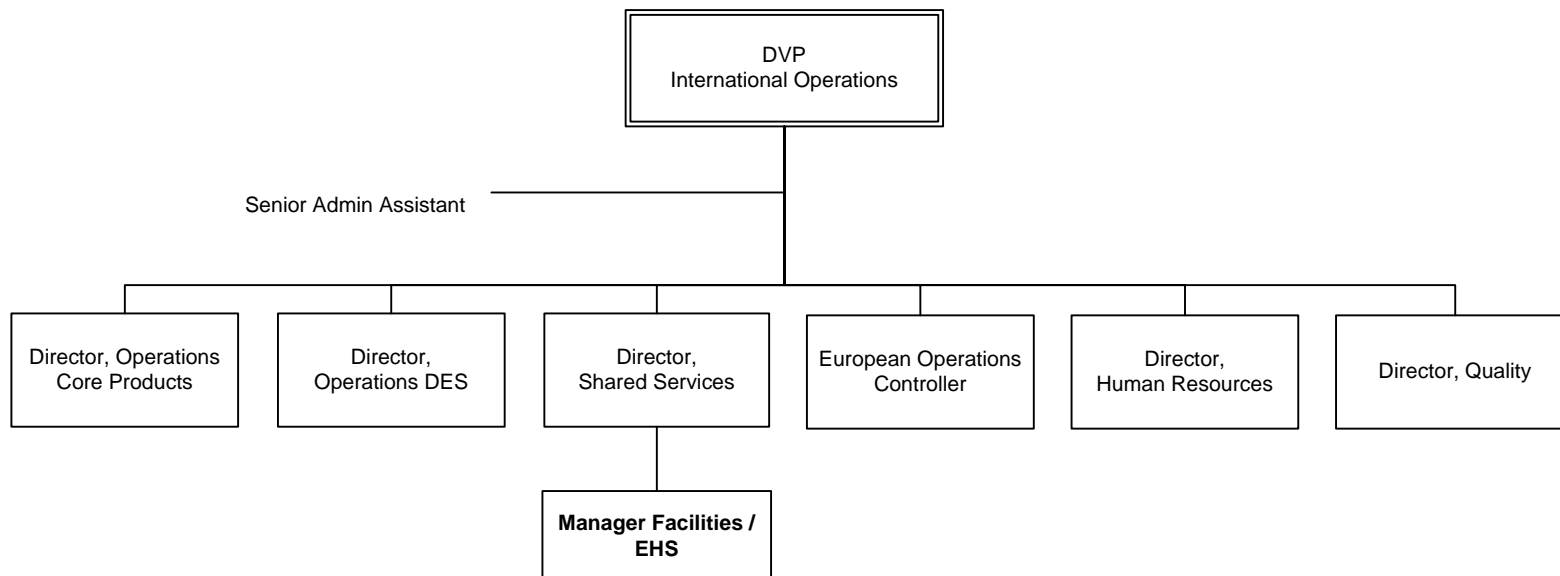 DVP
International Operations
Senior Admin Assistant
Director, Operations
Core Products
Director,
Operations DES
Director,
Shared Services
European Operations
Controller
Director,
Human Resources
Director, Quality
Manager Facilities /
EHS